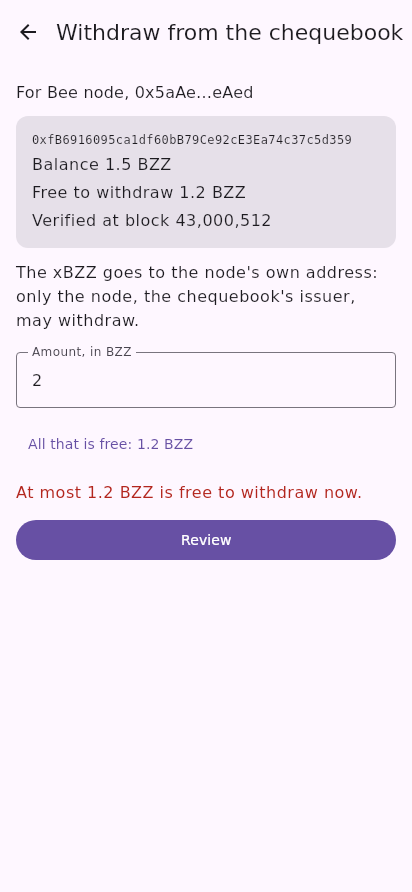 Withdraw from the chequebook
For Bee node, 0x5aAe...eAed
0xfB6916095ca1df60bB79Ce92cE3Ea74c37c5d359
Balance 1.5 BZZ
Free to withdraw 1.2 BZZ
Verified at block 43,000,512
The xBZZ goes to the node's own address:
only the node, the chequebook's issuer,
may withdraw.
Amount, in BZZ
2
All that is free: 1.2 BZZ
At most 1.2 BZZ is free to withdraw now.
Review